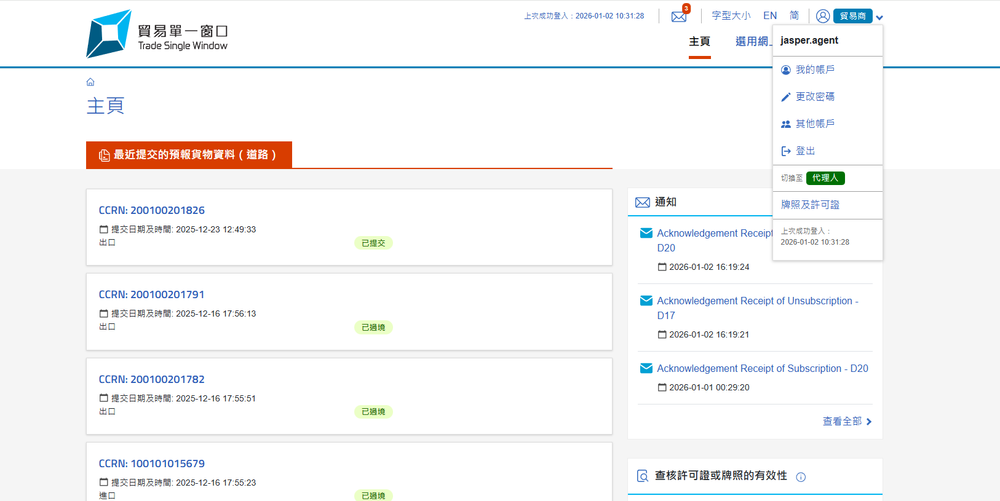 貿易單一窗口
Trade Single Window
上次成功登入：2026-01-02 10:31:28
3
字型大小
EN
简
貿易商
主頁
選用網上
jasper.agent
我的帳戶
更改密碼
其他帳戶
登出
切換至 代理人
牌照及許可證
上次成功登入：
2026-01-02 10:31:28
主頁
最近提交的預報貨物資料（道路）
CCRN: 200100201826
提交日期及時間: 2025-12-23 12:49:33
出口
已提交
CCRN: 200100201791
提交日期及時間: 2025-12-16 17:56:13
出口
已過境
CCRN: 200100201782
提交日期及時間: 2025-12-16 17:55:51
出口
已過境
CCRN: 100101015679
提交日期及時間: 2025-12-16 17:55:23
進口
已過境
通知
Acknowledgement Receipt
D20
2026-01-02 16:19:24
Acknowledgement Receipt of Unsubscription -
D17
2026-01-02 16:19:21
Acknowledgement Receipt of Subscription - D20
2026-01-01 00:29:20
查看全部
查核許可證或牌照的有效性